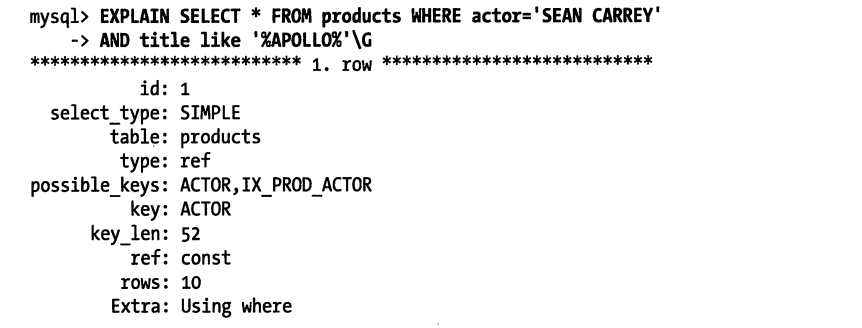 mysql> EXPLAIN SELECT * FROM products WHERE actor='SEAN CARREY'
-> AND title like '%APOLLO%'\G
*************************** 1. row ***************************
id: 1
select_type: SIMPLE
table: products
type: ref
possible_keys: ACTOR,IX_PROD_ACTOR
key: ACTOR
key_len: 52
ref: const
rows: 10
Extra: Using where